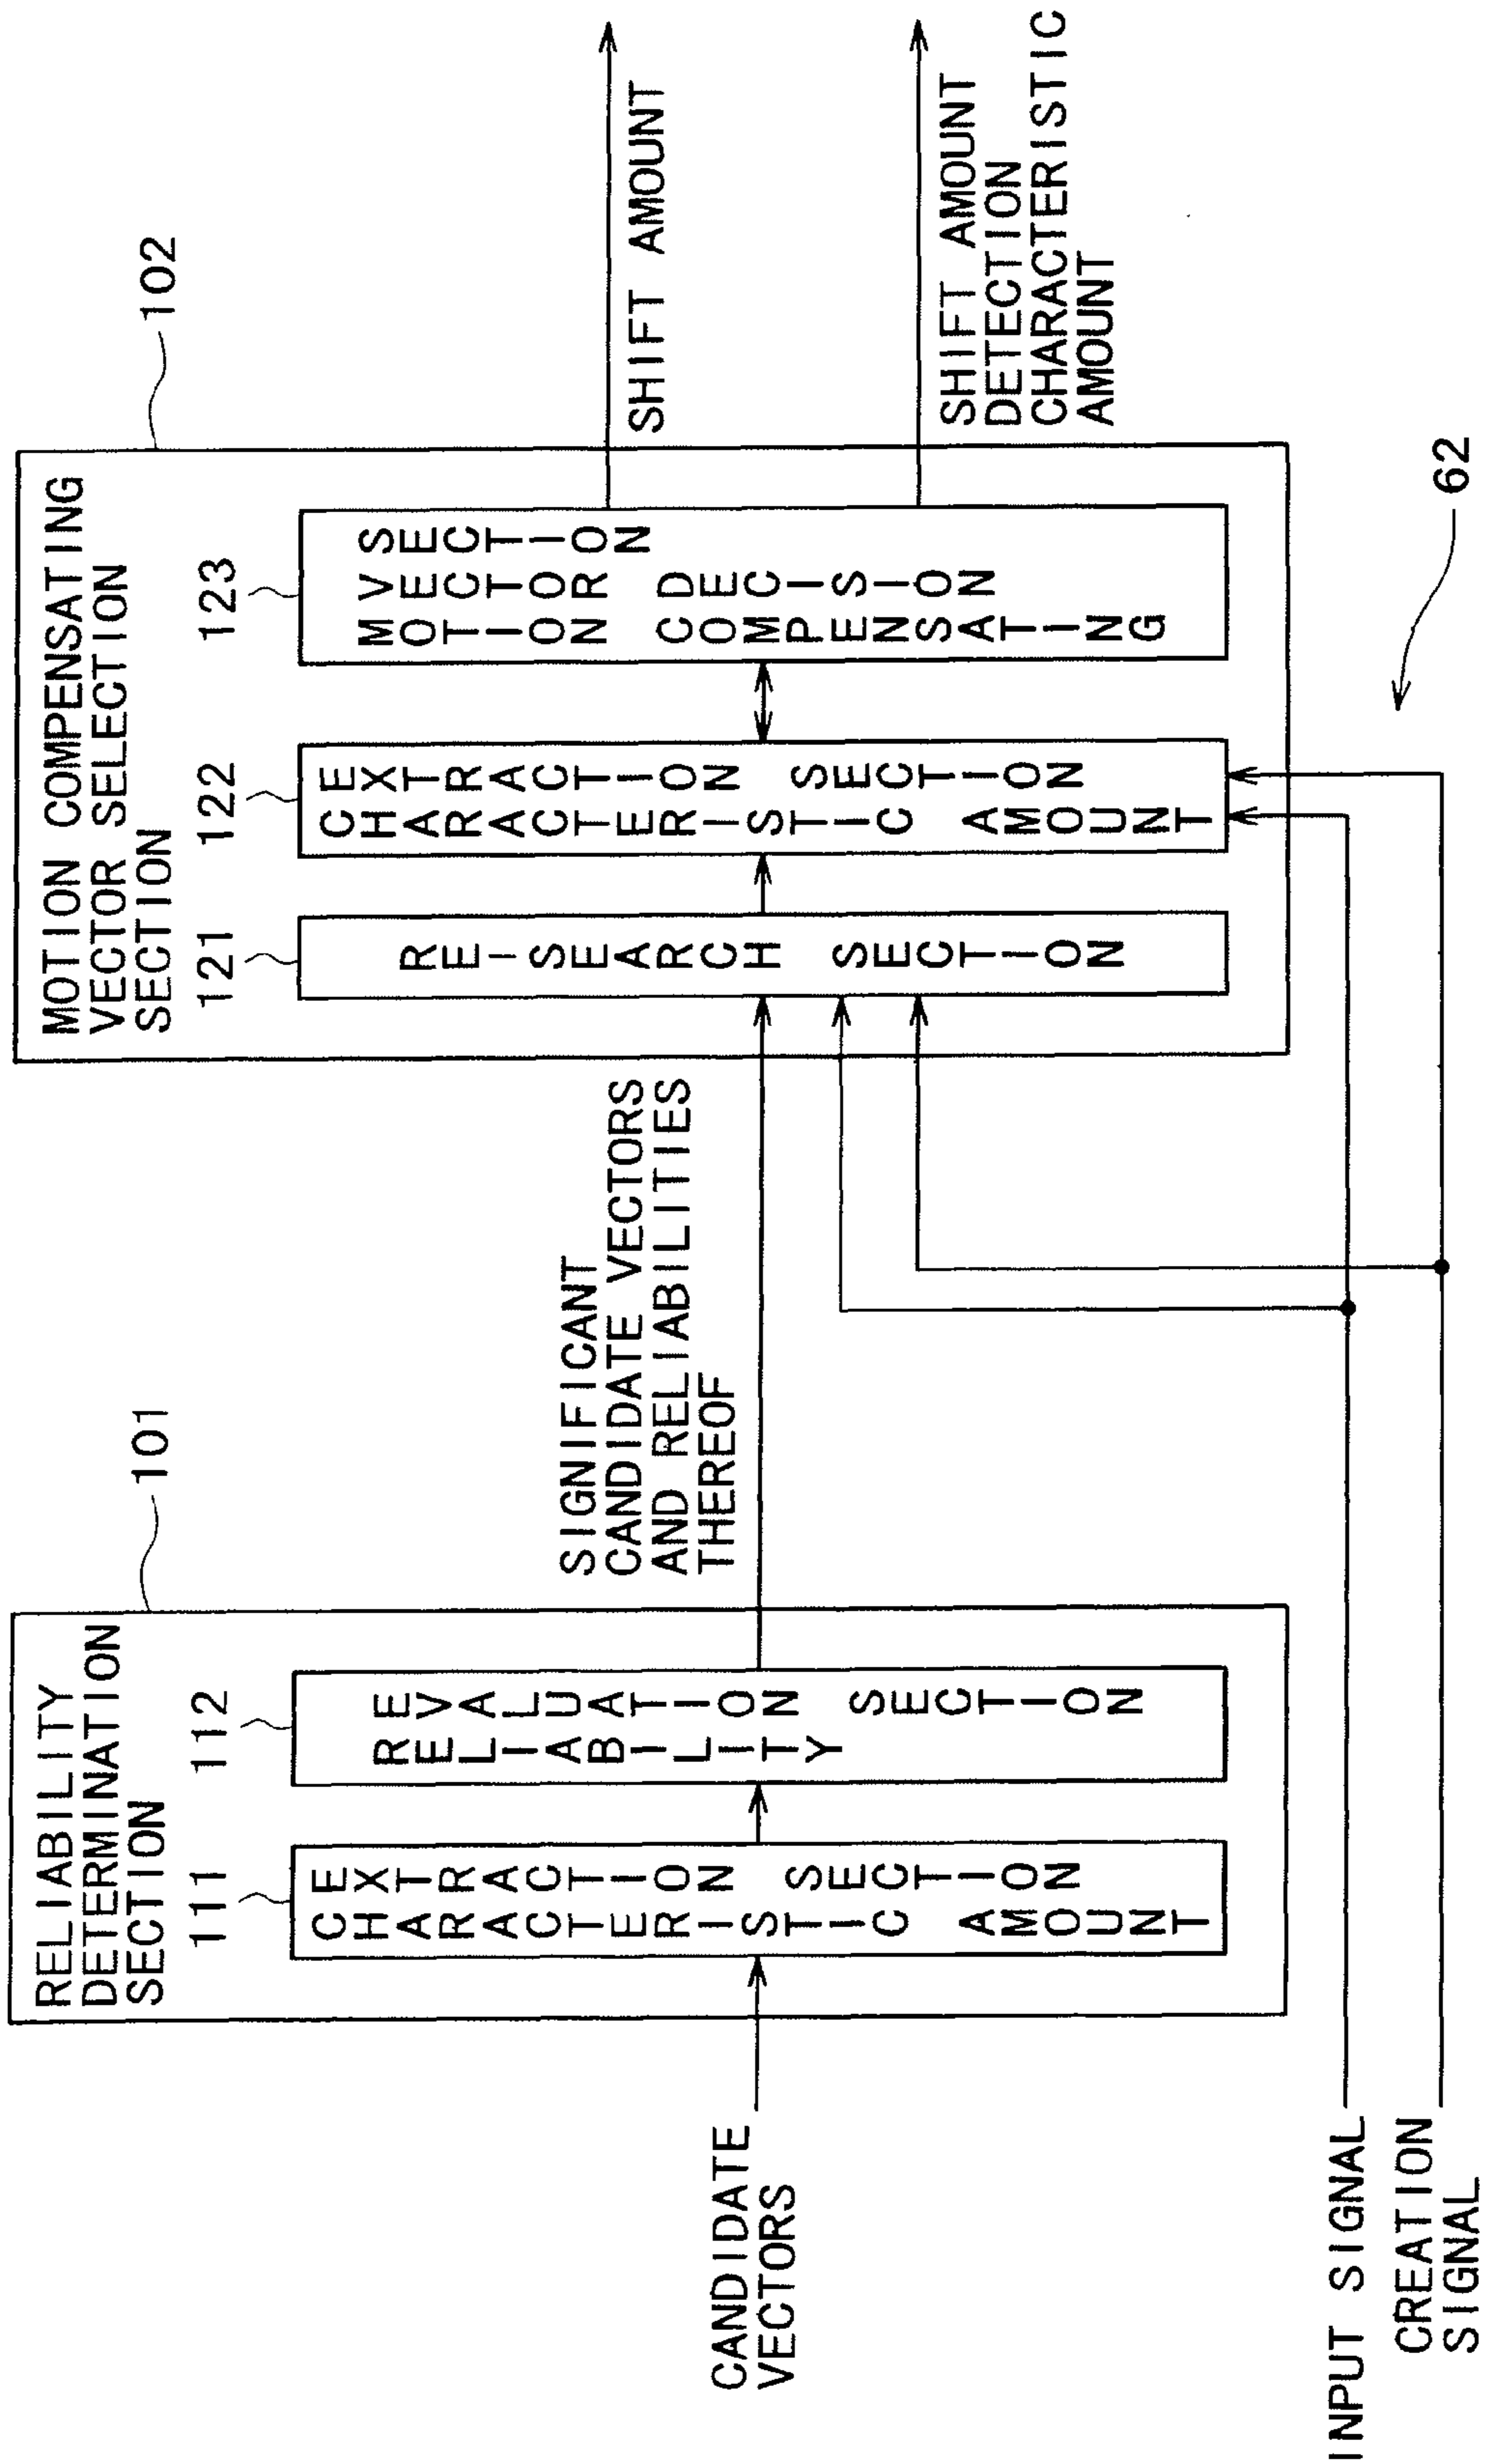 RELIABILITY
DETERMINATION
SECTION
101
111
CHARACTERISTIC AMOUNT
EXTRACTION SECTION
112
RELIABILITY
EVALUATION SECTION
CANDIDATE
VECTORS
SIGNIFICANT
CANDIDATE VECTORS
AND RELIABILITIES
THEREOF
MOTION COMPENSATING
VECTOR SELECTION
SECTION
102
121
RE-SEARCH SECTION
122
CHARACTERISTIC AMOUNT
EXTRACTION SECTION
123
MOTION COMPENSATING
VECTOR DECISION
SECTION
SHIFT AMOUNT
SHIFT AMOUNT
DETECTION
CHARACTERISTIC
AMOUNT
INPUT SIGNAL
CREATION
SIGNAL
62